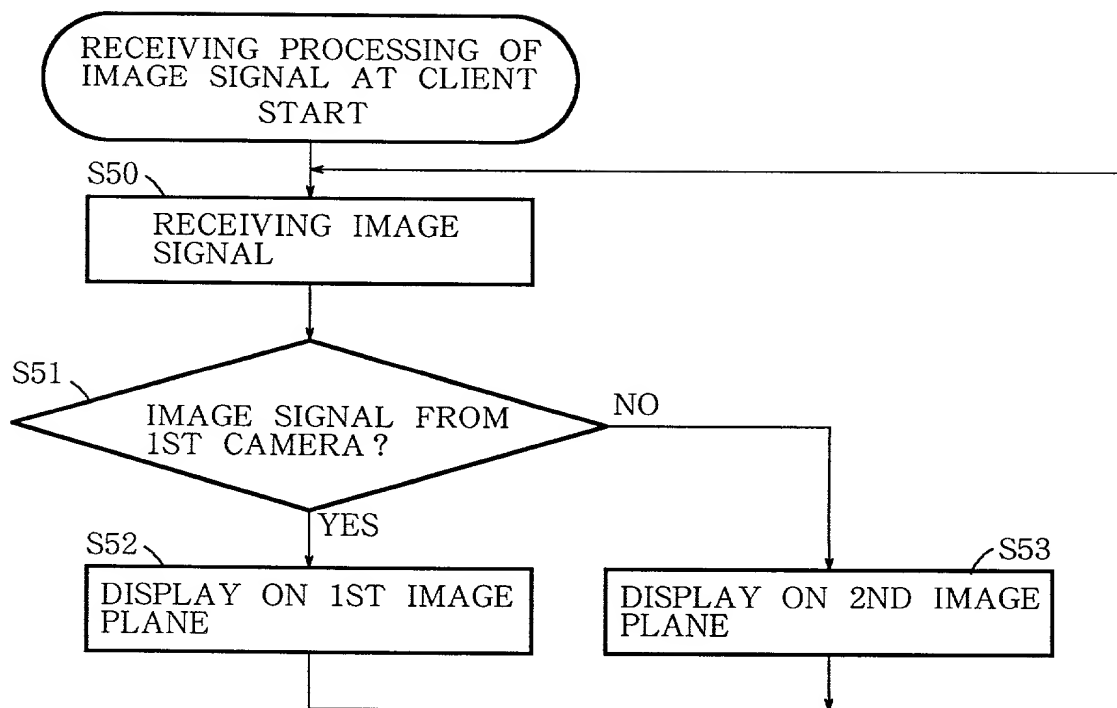 RECEIVING PROCESSING OF
IMAGE SIGNAL AT CLIENT
START
S50
RECEIVING IMAGE
SIGNAL
S51
IMAGE SIGNAL FROM
1ST CAMERA?
NO
YES
S52
DISPLAY ON 1ST IMAGE
PLANE
S53
DISPLAY ON 2ND IMAGE
PLANE